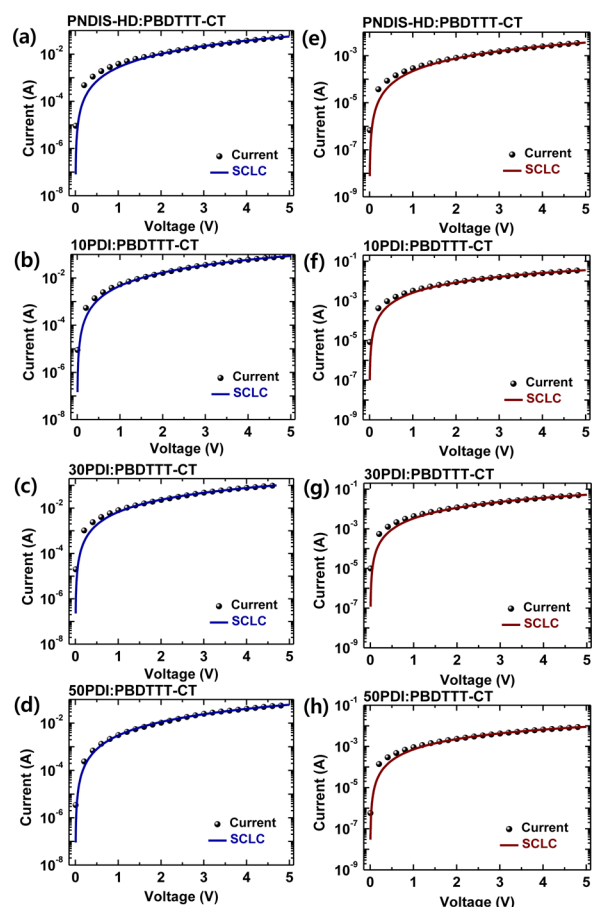 PNDIS-HD:PBDTTT-CT
(a)
Current (A)
10⁻²
10⁻⁴
10⁻⁶
10⁻⁸
Current
SCLC
0 1 2 3 4 5
Voltage (V)
PNDIS-HD:PBDTTT-CT
(e)
Current (A)
10⁻³
10⁻⁵
10⁻⁷
10⁻⁹
Current
SCLC
0 1 2 3 4 5
Voltage (V)
10PDI:PBDTTT-CT
(b)
Current (A)
10⁻²
10⁻⁴
10⁻⁶
10⁻⁸
Current
SCLC
0 1 2 3 4 5
Voltage (V)
10PDI:PBDTTT-CT
(f)
Current (A)
10⁻¹
10⁻³
10⁻⁵
10⁻⁷
10⁻⁹
Current
SCLC
0 1 2 3 4 5
Voltage (V)
30PDI:PBDTTT-CT
(c)
Current (A)
10⁻²
10⁻⁴
10⁻⁶
10⁻⁸
Current
SCLC
0 1 2 3 4 5
Voltage (V)
30PDI:PBDTTT-CT
(g)
Current (A)
10⁻¹
10⁻³
10⁻⁵
10⁻⁷
10⁻⁹
Current
SCLC
0 1 2 3 4 5
Voltage (V)
50PDI:PBDTTT-CT
(d)
Current (A)
10⁻²
10⁻⁴
10⁻⁶
10⁻⁸
Current
SCLC
0 1 2 3 4 5
Voltage (V)
50PDI:PBDTTT-CT
(h)
Current (A)
10⁻¹
10⁻³
10⁻⁵
10⁻⁷
10⁻⁹
Current
SCLC
0 1 2 3 4 5
Voltage (V)